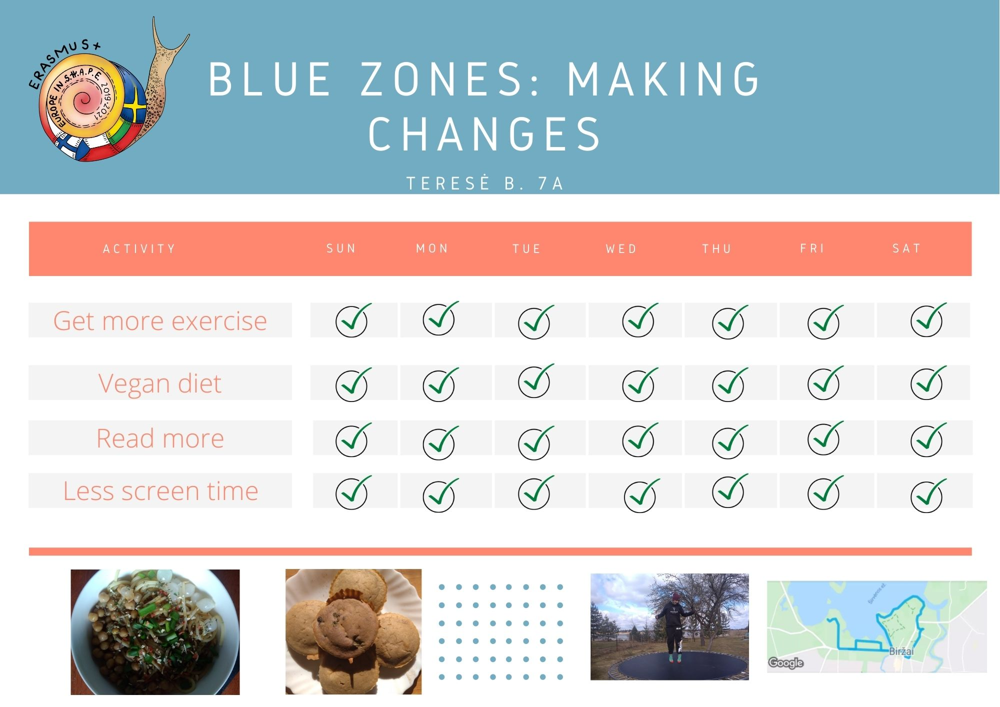 ERASMUS+
EUROPE IN S.H.A.P.E. 2019-2021
BLUE ZONES: MAKING
CHANGES
TERESĖ B. 7A
ACTIVITY SUN MON TUE WED THU FRI SAT
Get more exercise
Vegan diet
Read more
Less screen time
Širvėnos ež.
Biržai
Google